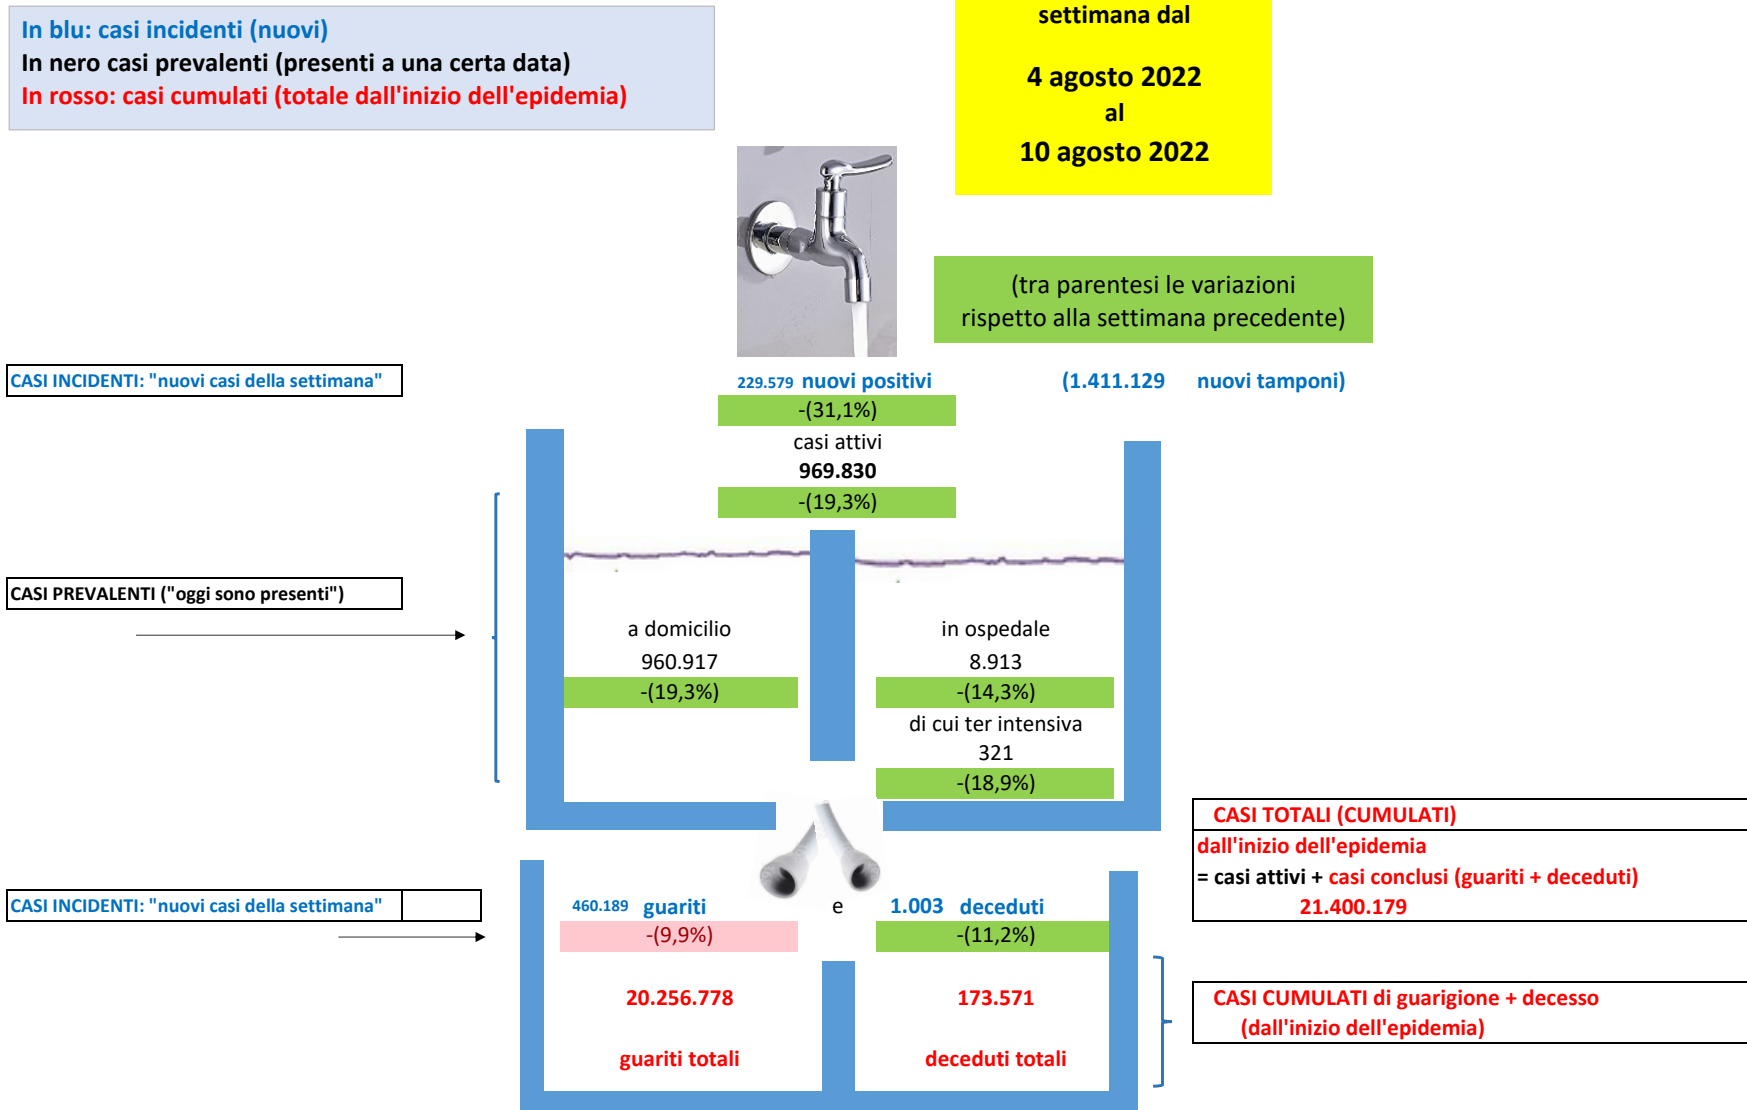 In blu: casi incidenti (nuovi)
In nero casi prevalenti (presenti a una certa data)
In rosso: casi cumulati (totale dall'inizio dell'epidemia)
settimana dal
4 agosto 2022
al
10 agosto 2022
(tra parentesi le variazioni
rispetto alla settimana precedente)
CASI INCIDENTI: "nuovi casi della settimana"
229.579 nuovi positivi
(1.411.129 nuovi tamponi)
-(31,1%)
casi attivi
969.830
-(19,3%)
CASI PREVALENTI ("oggi sono presenti")
a domicilio
960.917
-(19,3%)
in ospedale
8.913
-(14,3%)
di cui ter intensiva
321
-(18,9%)
CASI TOTALI (CUMULATI)
dall'inizio dell'epidemia
= casi attivi + casi conclusi (guariti + deceduti)
21.400.179
CASI INCIDENTI: "nuovi casi della settimana"
460.189 guariti e 1.003 deceduti
-(9,9%)
-(11,2%)
20.256.778
173.571
guariti totali
deceduti totali
CASI CUMULATI di guarigione + decesso
(dall'inizio dell'epidemia)